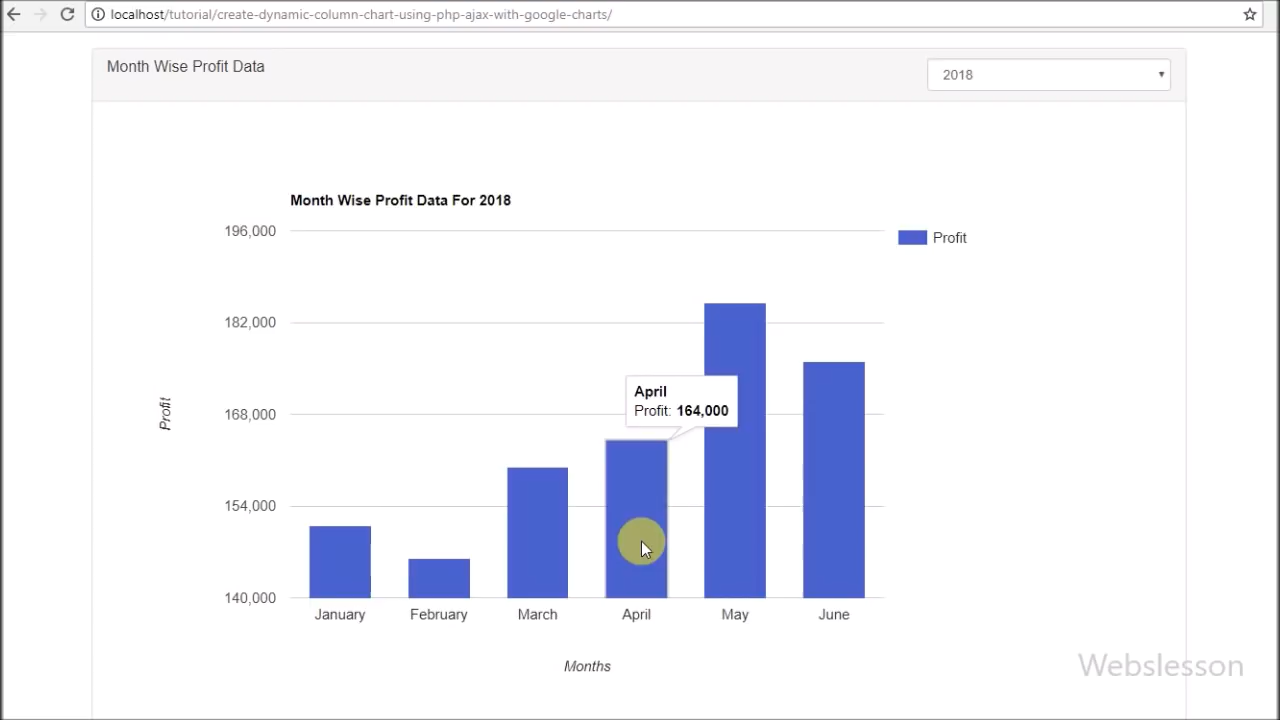 localhost/tutorial/create-dynamic-column-chart-using-php-ajax-with-google-charts/
Month Wise Profit Data
2018
Month Wise Profit Data For 2018
196,000
Profit
182,000
April
Profit: 164,000
168,000
Profit
154,000
140,000
January February March April May June
Months
Webslesson